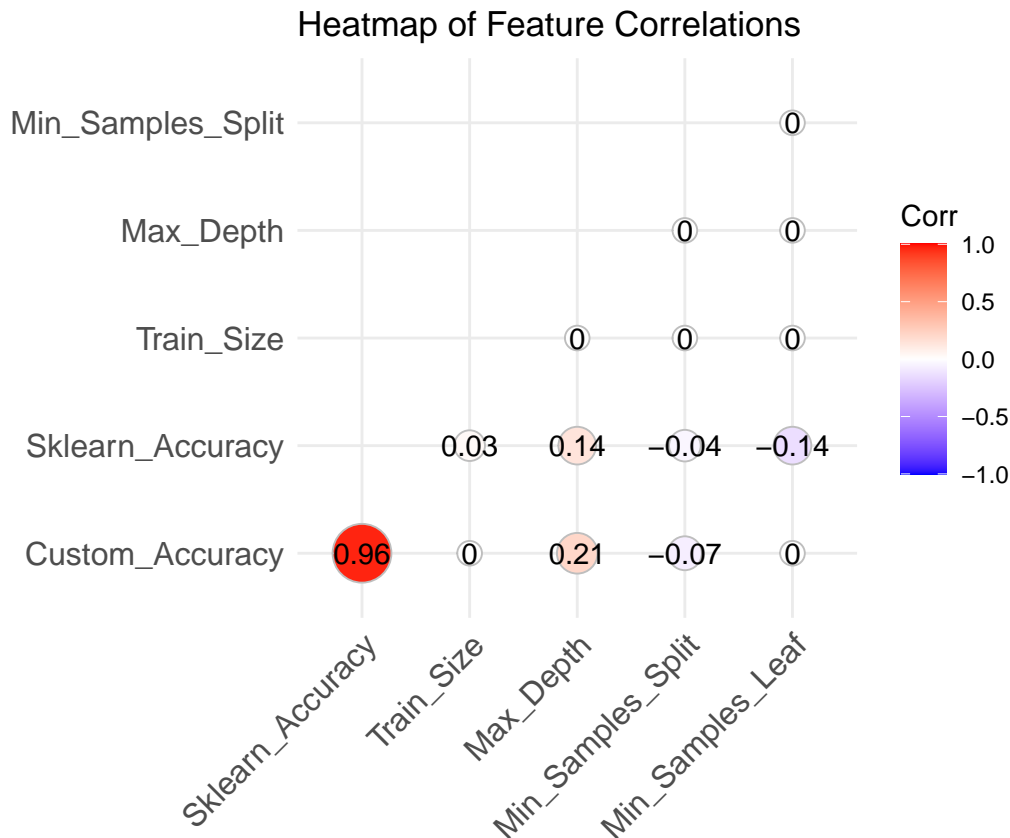 Heatmap of Feature Correlations
Min_Samples_Split
0
Max_Depth
0
0
Train_Size
0
0
0
Sklearn_Accuracy
0.03
0.14
−0.04
−0.14
Custom_Accuracy
0.96
0
0.21
−0.07
0
Sklearn_Accuracy
Train_Size
Max_Depth
Min_Samples_Split
Min_Samples_Leaf
Corr
1.0
0.5
0.0
−0.5
−1.0